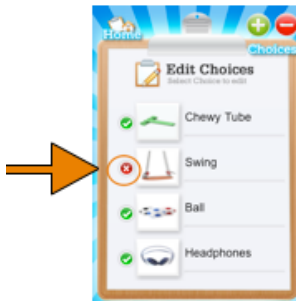 Home
Choices
Edit Choices
Select Choice to edit
Chewy Tube
Swing
Ball
Headphones